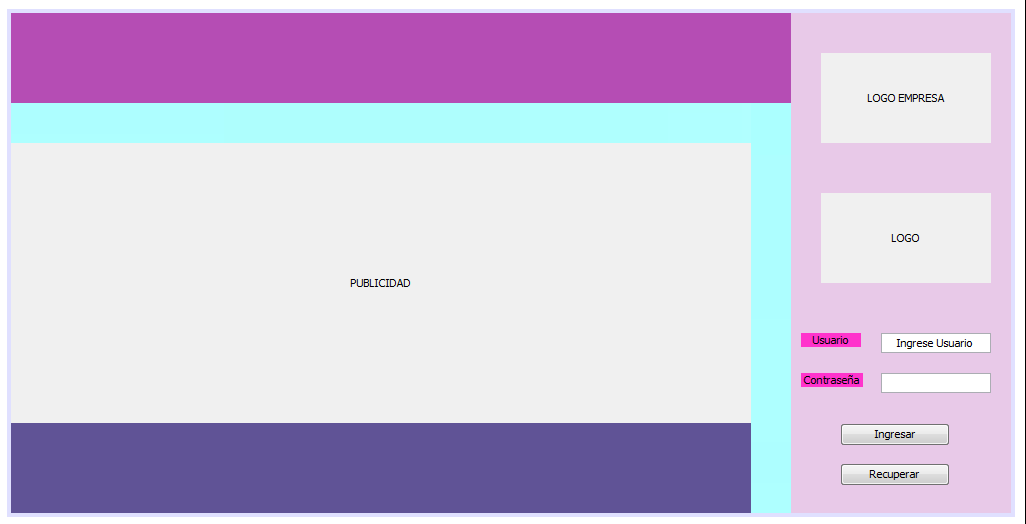 LOGO EMPRESA
LOGO
PUBLICIDAD
Usuario
Ingrese Usuario
Contraseña
Ingresar
Recuperar